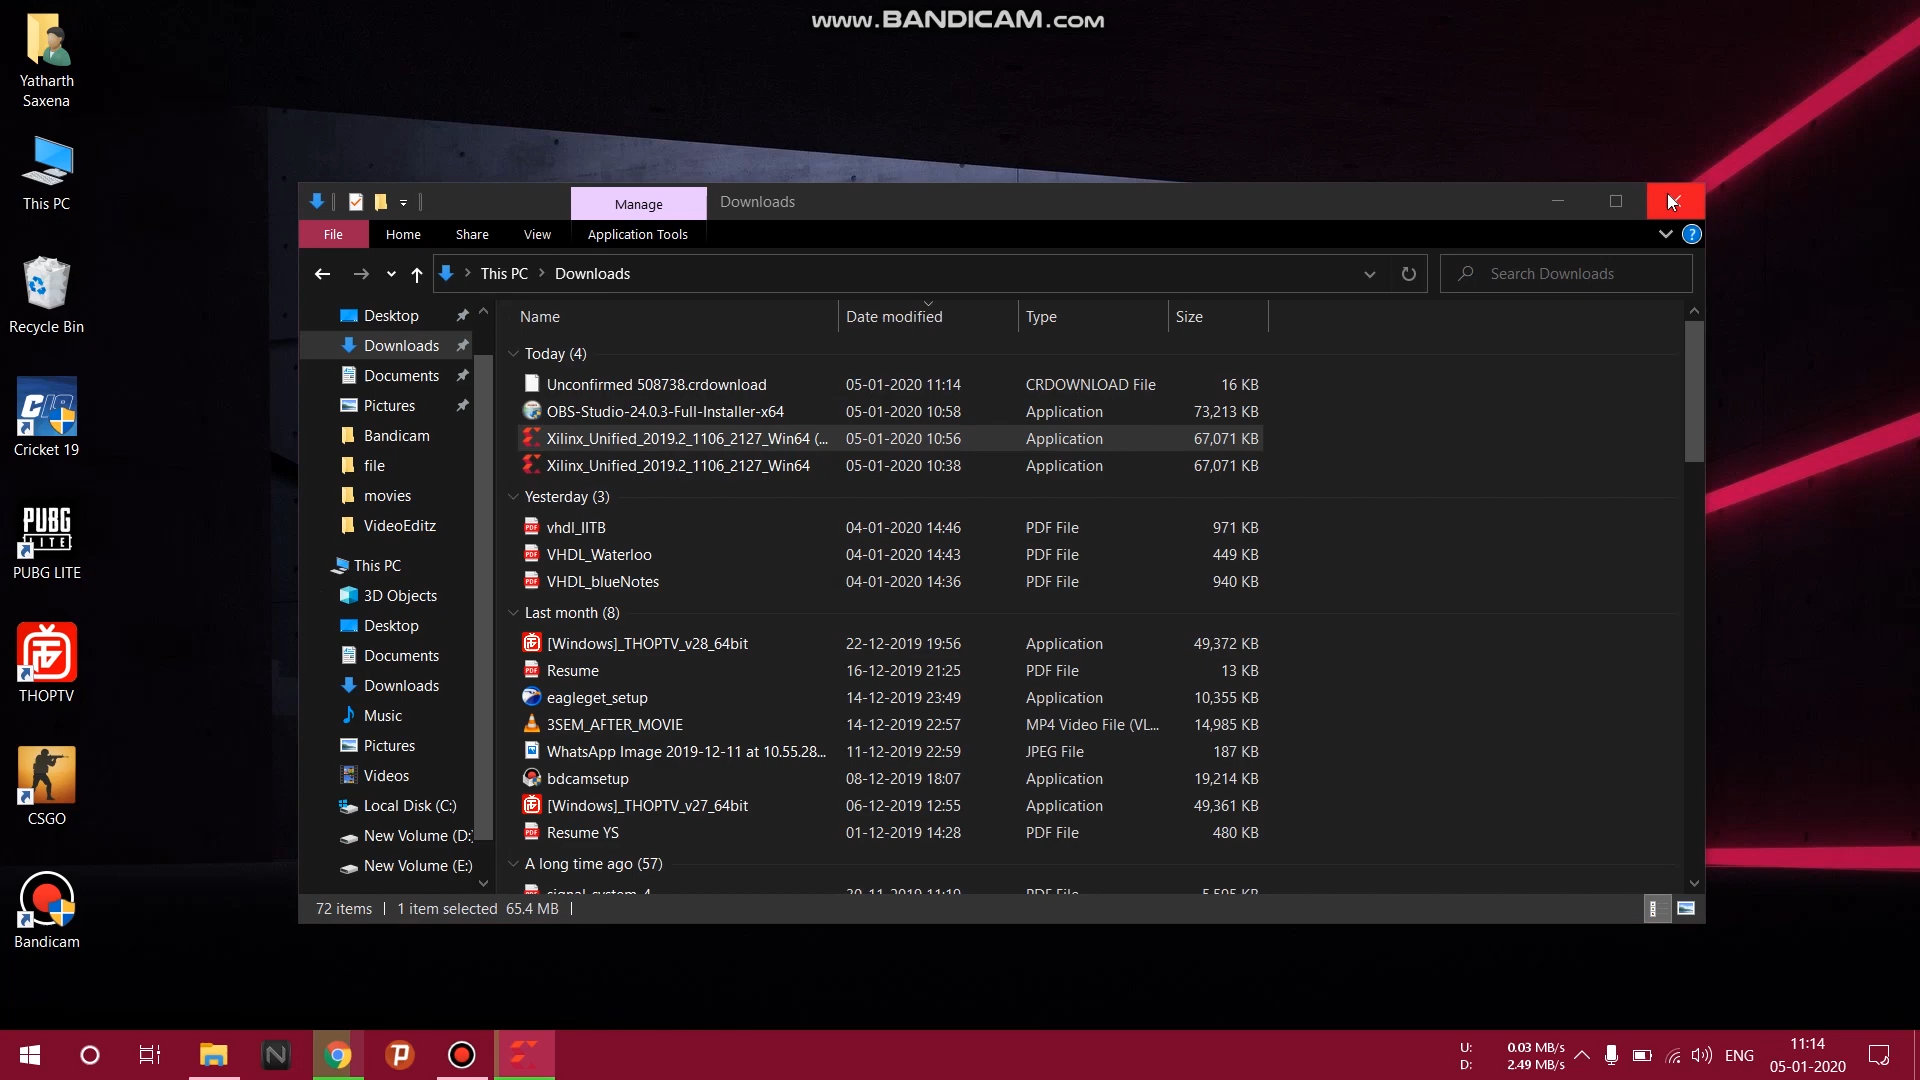 www.BANDICAM.com
Yatharth
Saxena
This PC
Recycle Bin
Cricket 19
PUBG
LITE
PUBG LITE
THOPTV
CSGO
Bandicam
Manage
Downloads
File
Home
Share
View
Application Tools
This PC > Downloads
Search Downloads
Desktop
Downloads
Documents
Pictures
Bandicam
file
movies
VideoEditz
This PC
3D Objects
Desktop
Documents
Downloads
Music
Pictures
Videos
Local Disk (C:)
New Volume (D:)
New Volume (E:)
Name Date modified Type Size
Today (4)
Unconfirmed 508738.crdownload 05-01-2020 11:14 CRDOWNLOAD File 16 KB
OBS-Studio-24.0.3-Full-Installer-x64 05-01-2020 10:58 Application 73,213 KB
Xilinx_Unified_2019.2_1106_2127_Win64 (... 05-01-2020 10:56 Application 67,071 KB
Xilinx_Unified_2019.2_1106_2127_Win64 05-01-2020 10:38 Application 67,071 KB
Yesterday (3)
vhdl_IITB 04-01-2020 14:46 PDF File 971 KB
VHDL_Waterloo 04-01-2020 14:43 PDF File 449 KB
VHDL_blueNotes 04-01-2020 14:36 PDF File 940 KB
Last month (8)
[Windows]_THOPTV_v28_64bit 22-12-2019 19:56 Application 49,372 KB
Resume 16-12-2019 21:25 PDF File 13 KB
eagleget_setup 14-12-2019 23:49 Application 10,355 KB
3SEM_AFTER_MOVIE 14-12-2019 22:57 MP4 Video File (VL... 14,985 KB
WhatsApp Image 2019-12-11 at 10.55.28... 11-12-2019 22:59 JPEG File 187 KB
bdcamsetup 08-12-2019 18:07 Application 19,214 KB
[Windows]_THOPTV_v27_64bit 06-12-2019 12:55 Application 49,361 KB
Resume YS 01-12-2019 14:28 PDF File 480 KB
A long time ago (57)
signal_system_4 30-11-2019 11:19 PDF File 5,595 KB
72 items 1 item selected 65.4 MB
U: 0.03 MB/s
D: 2.49 MB/s
ENG
11:14
05-01-2020